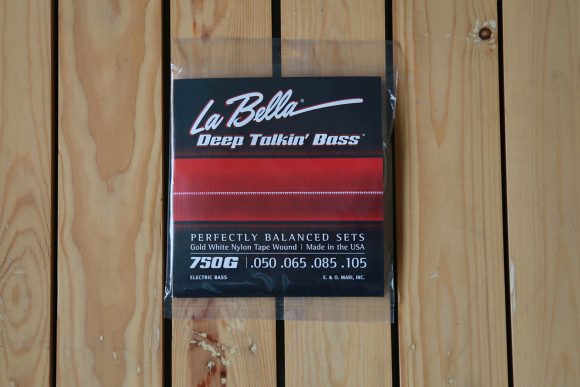 La Bella®
Deep Talkin' Bass®
PERFECTLY BALANCED SETS
Gold White Nylon Tape Wound | Made in the USA
750G | .050 .065 .085 .105
ELECTRIC BASS E. & O. MARI, INC.